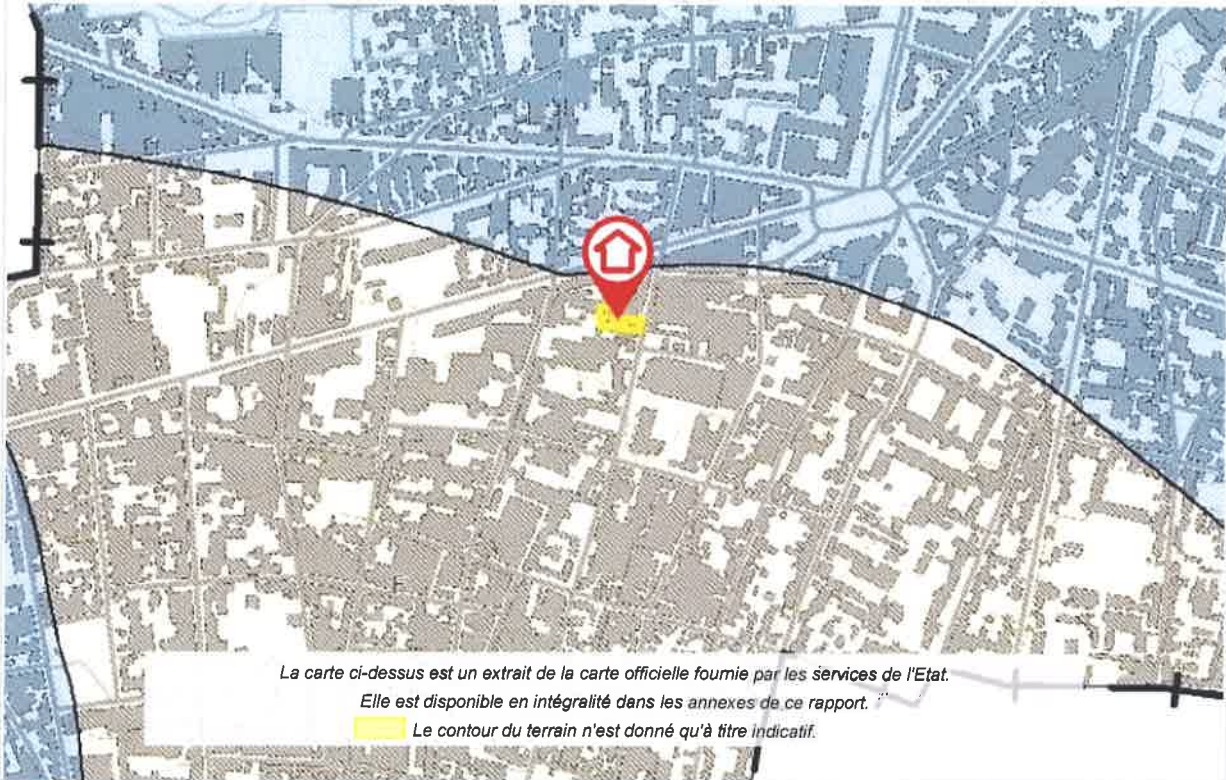 La carte ci-dessus est un extrait de la carte officielle fournie par les services de l'Etat.
Elle est disponible en intégralité dans les annexes de ce rapport.
Le contour du terrain n'est donné qu'à titre indicatif.